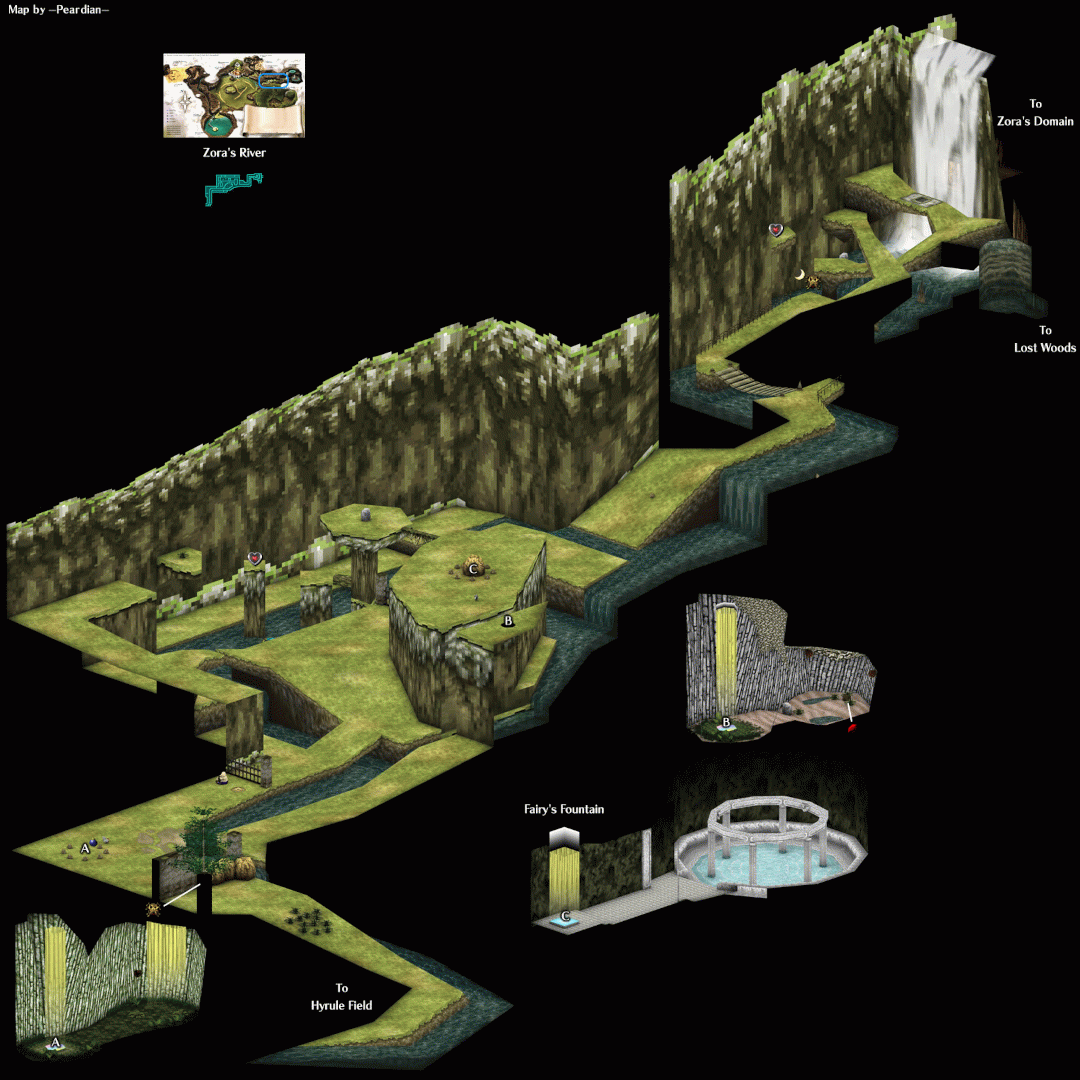 Map by —Peardian—
To
Zora's Domain
Zora's River
To
Lost Woods
C
B
B
Fairy's Fountain
A
C
To
Hyrule Field
A